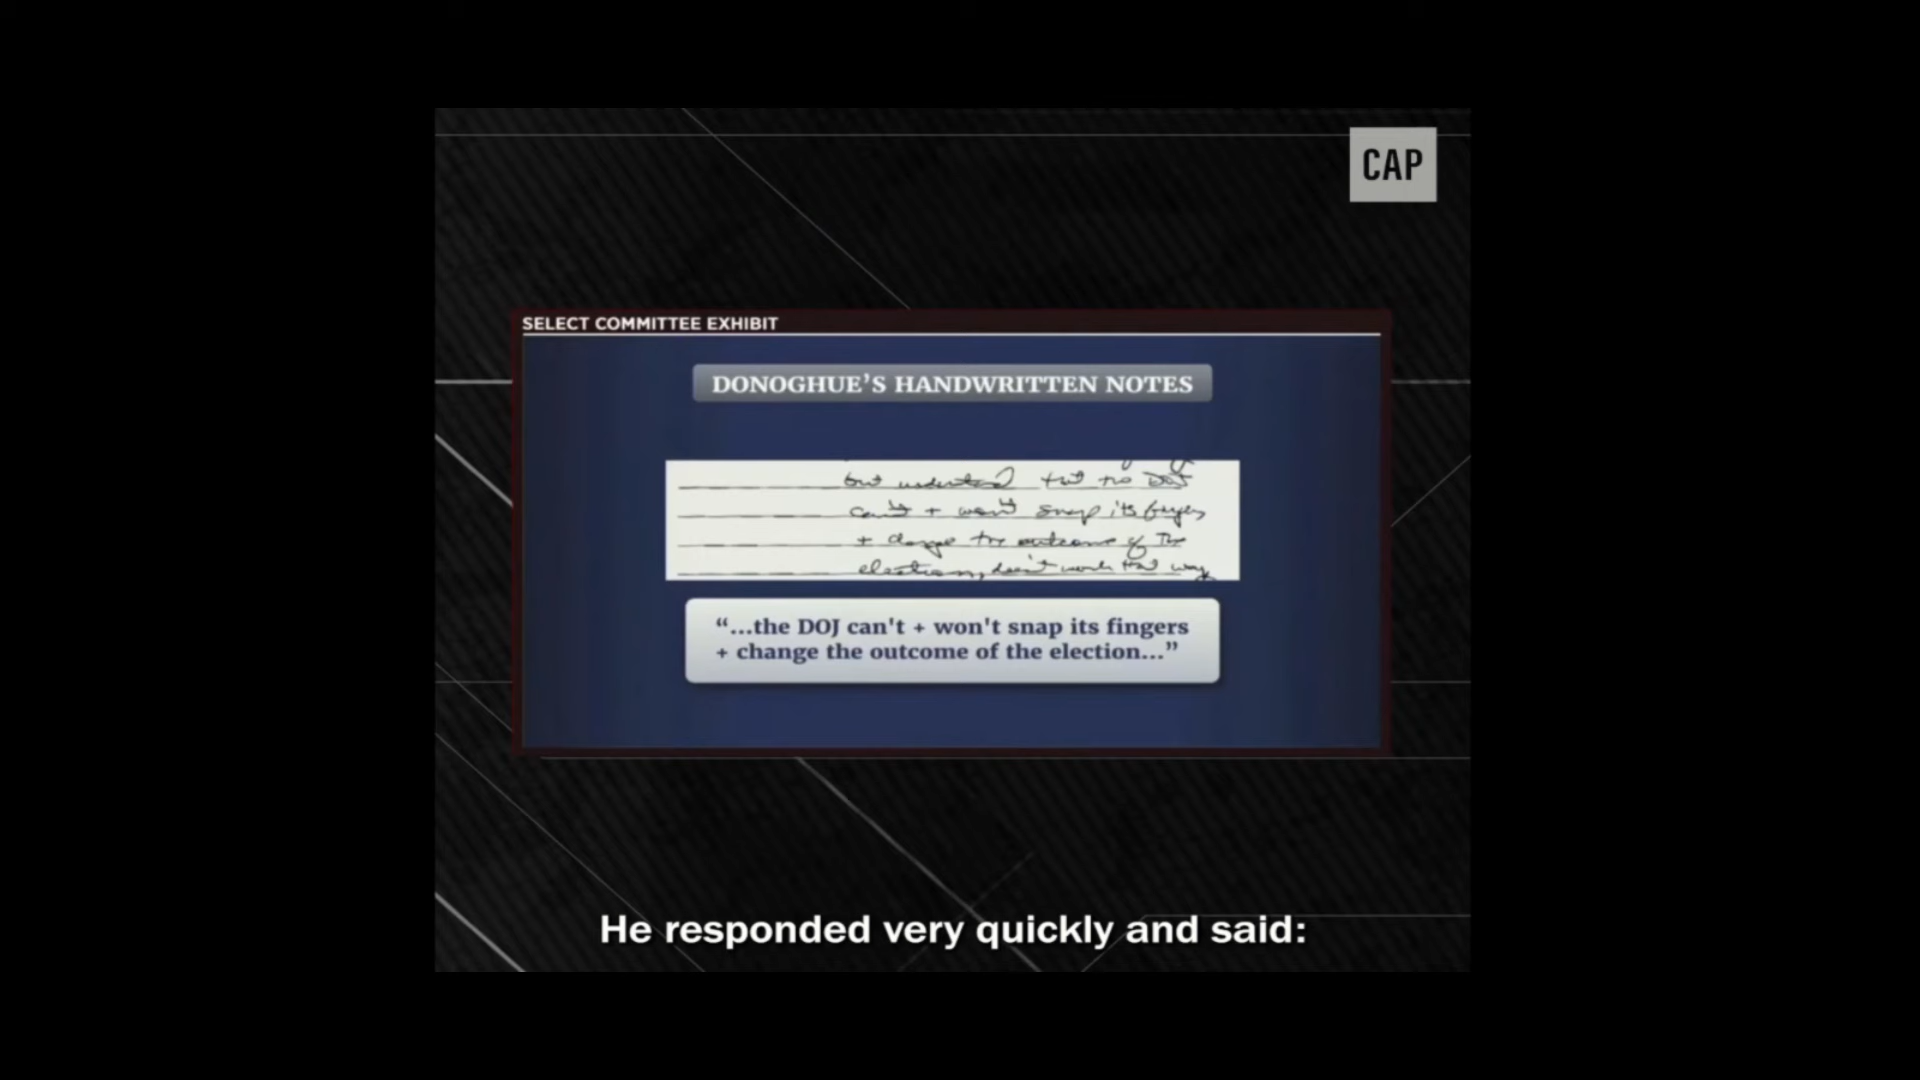 CAP
SELECT COMMITTEE EXHIBIT
DONOGHUE’S HANDWRITTEN NOTES
but understand that the DOJ
can't + won't snap its fingers
+ change the outcome of the
election, doesn't work that way
“...the DOJ can't + won't snap its fingers
+ change the outcome of the election...”
He responded very quickly and said: